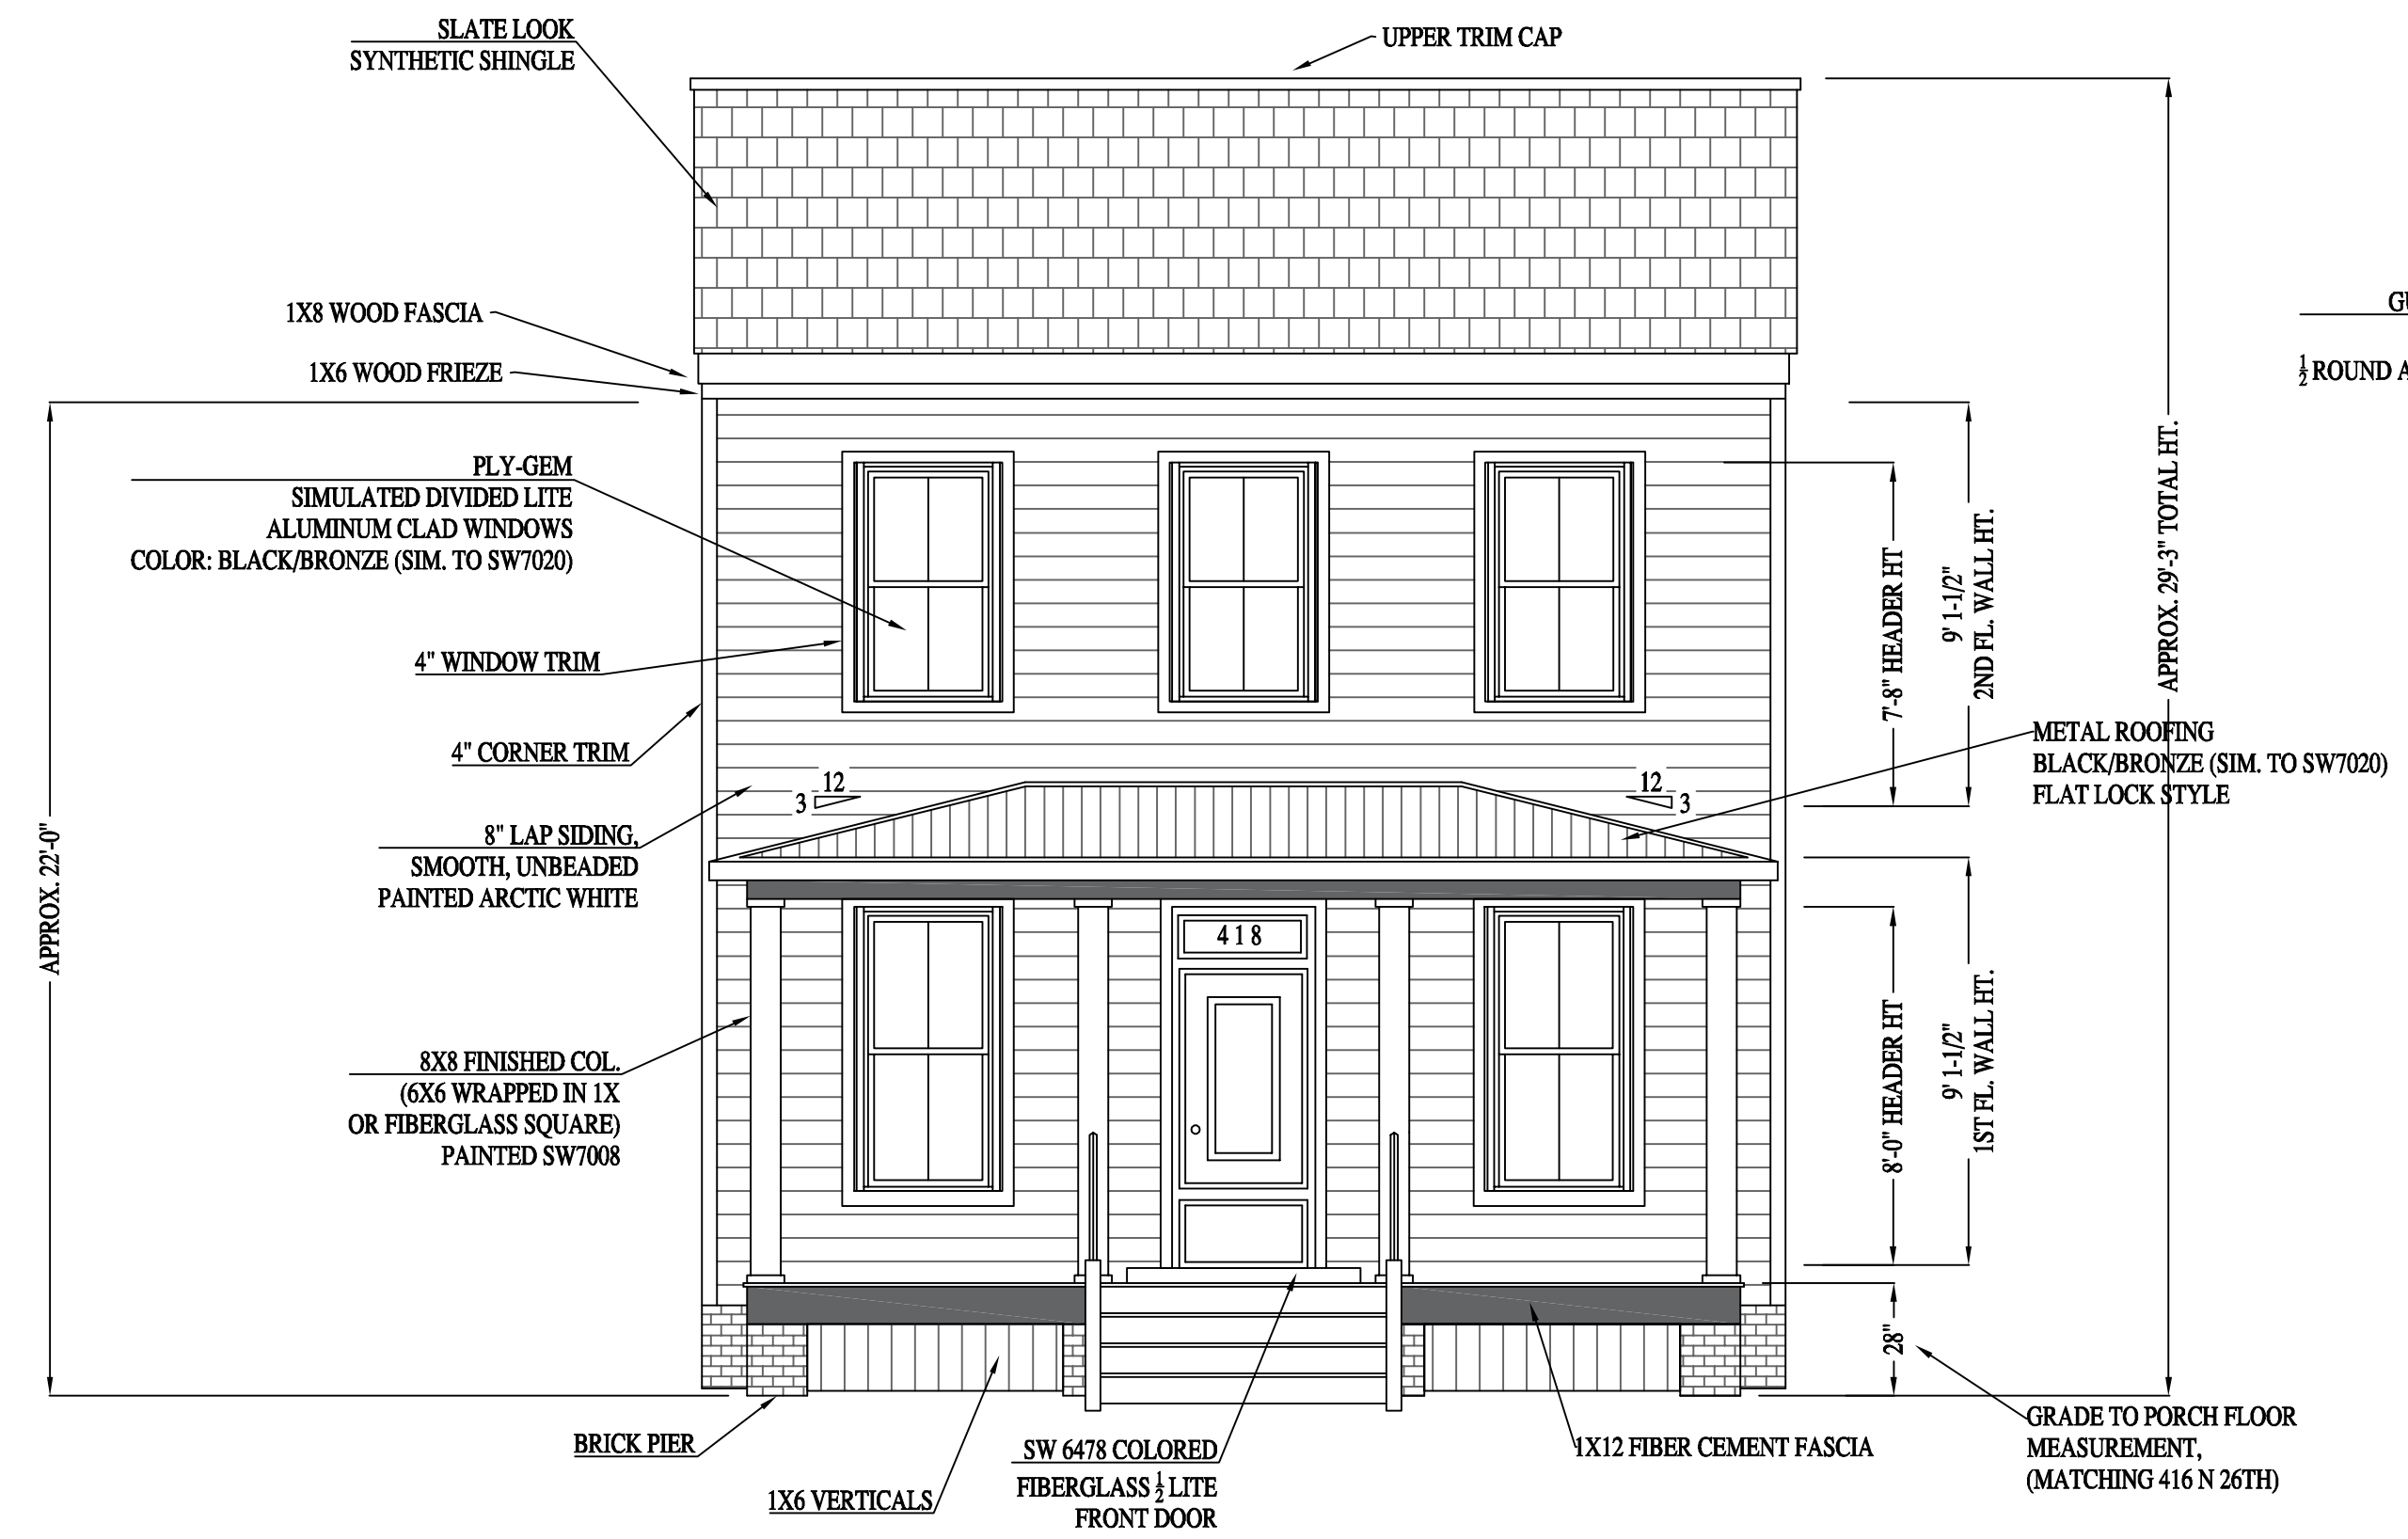 SLATE LOOK
SYNTHETIC SHINGLE
UPPER TRIM CAP
1X8 WOOD FASCIA
1X6 WOOD FRIEZE
½ ROUND
PLY-GEM
SIMULATED DIVIDED LITE
ALUMINUM CLAD WINDOWS
COLOR: BLACK/BRONZE (SIM. TO SW7020)
4" WINDOW TRIM
4" CORNER TRIM
8" LAP SIDING,
SMOOTH, UNBEADED
PAINTED ARCTIC WHITE
APPROX. 22'-0"
12
3
12
3
7'-8" HEADER HT
9' 1-1/2"
2ND FL. WALL HT.
APPROX. 29'-3" TOTAL HT.
METAL ROOFING
BLACK/BRONZE (SIM. TO SW7020)
FLAT LOCK STYLE
418
8X8 FINISHED COL.
(6X6 WRAPPED IN 1X
OR FIBERGLASS SQUARE)
PAINTED SW7008
8'-0" HEADER HT
9' 1-1/2"
1ST FL. WALL HT.
28"
BRICK PIER
1X6 VERTICALS
SW 6478 COLORED
FIBERGLASS ½ LITE
FRONT DOOR
1X12 FIBER CEMENT FASCIA
GRADE TO PORCH FLOOR
MEASUREMENT,
(MATCHING 416 N 26TH)